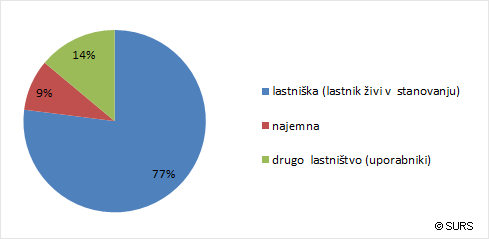 14%
9%
77%
lastniška (lastnik živi v stanovanju)
najemna
drugo lastništvo (uporabniki)
© SURS